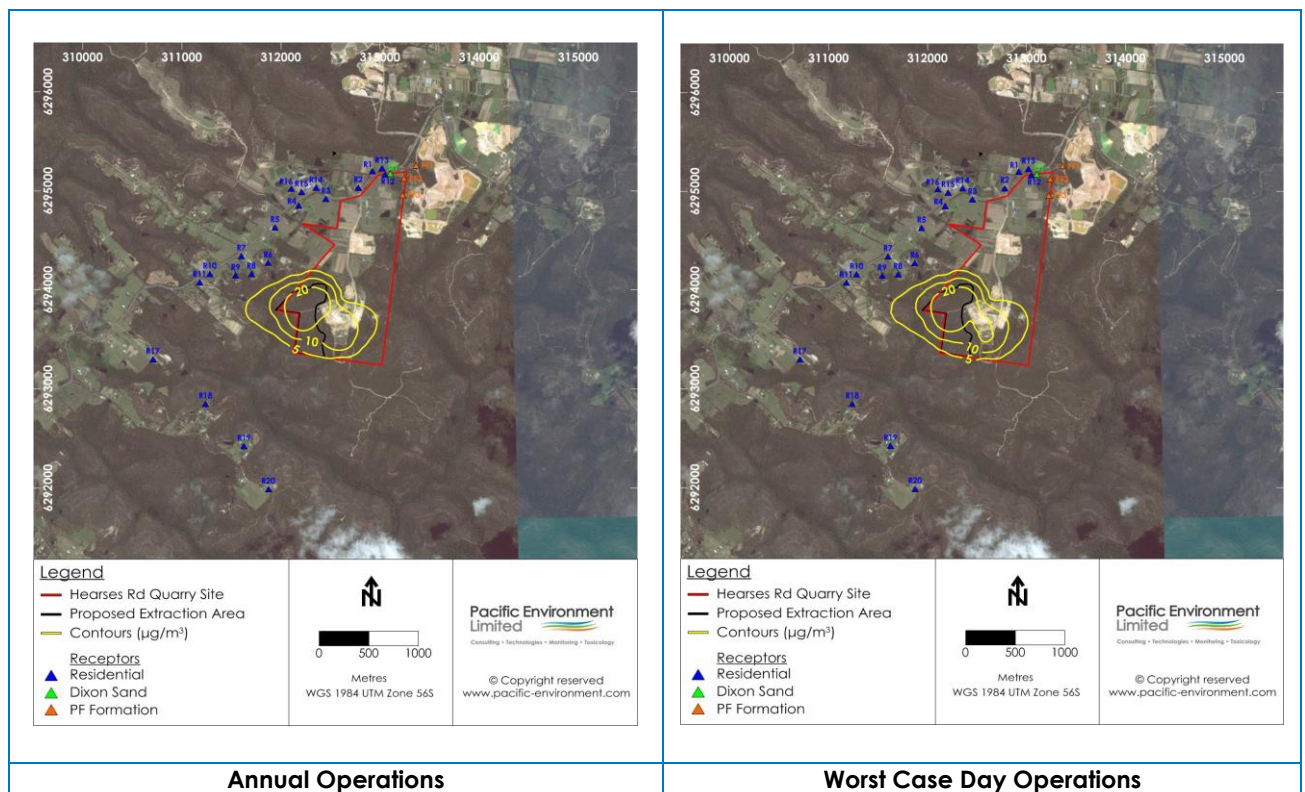 310000 311000 312000 313000 314000 315000
6296000
6295000
6294000
6293000
6292000
R1
R15
R12
R2
R16
R15
R14
R3
R4
R5
R7
R6
R10
R11
R9
R8
20
10
5
R17
R18
R19
R20
Legend
Hearses Rd Quarry Site
Proposed Extraction Area
Contours (µg/m³)
Receptors
Residential
Dixon Sand
PF Formation
N
0 500 1000
Metres
WGS 1984 UTM Zone 56S
Pacific Environment
Limited
Consulting • Technologies • Monitoring • Toxicology
© Copyright reserved
www.pacific-environment.com
Annual Operations
310000 311000 312000 313000 314000 315000
6296000
6295000
6294000
6293000
6292000
R1
R13
R12
R2
R16
R15
R14
R3
R4
R5
R7
R6
R10
R11
R9
R8
20
10
5
R17
R18
R19
R20
Legend
Hearses Rd Quarry Site
Proposed Extraction Area
Contours (µg/m³)
Receptors
Residential
Dixon Sand
PF Formation
N
0 500 1000
Metres
WGS 1984 UTM Zone 56S
Pacific Environment
Limited
Consulting • Technologies • Monitoring • Toxicology
© Copyright reserved
www.pacific-environment.com
Worst Case Day Operations